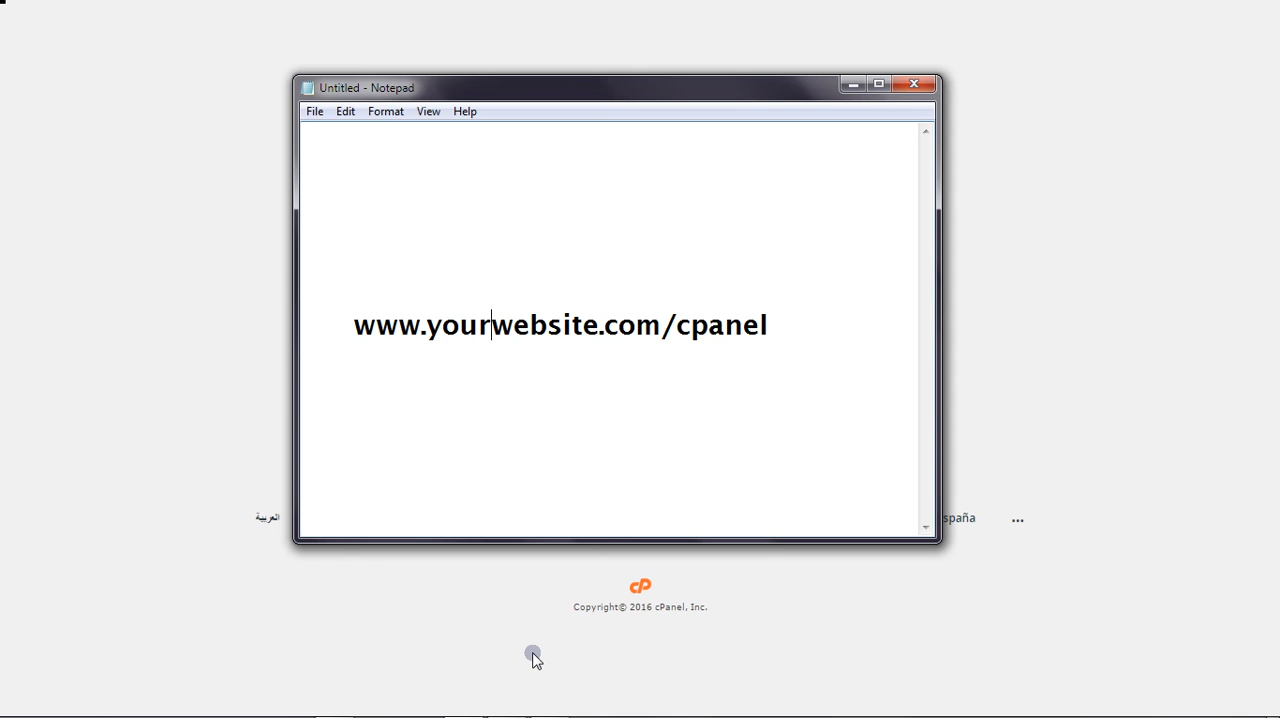 Untitled - Notepad
File Edit Format View Help
www.yourwebsite.com/cpanel
العربية
spaña ...
cP
Copyright© 2016 cPanel, Inc.